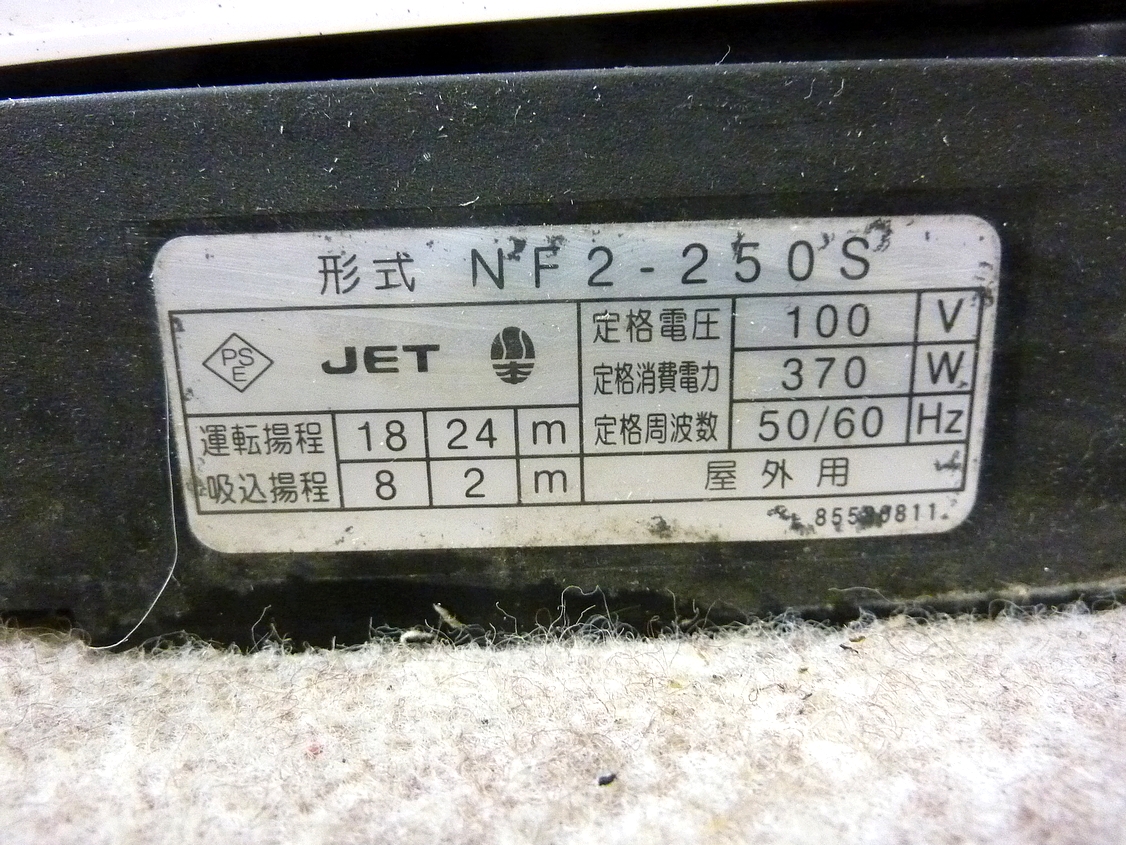 形式 NF2-250S
PSE JET
定格電圧 100 V
定格消費電力 370 W
定格周波数 50/60 Hz
運転揚程 18 24 m
吸込揚程 8 2 m
屋外用